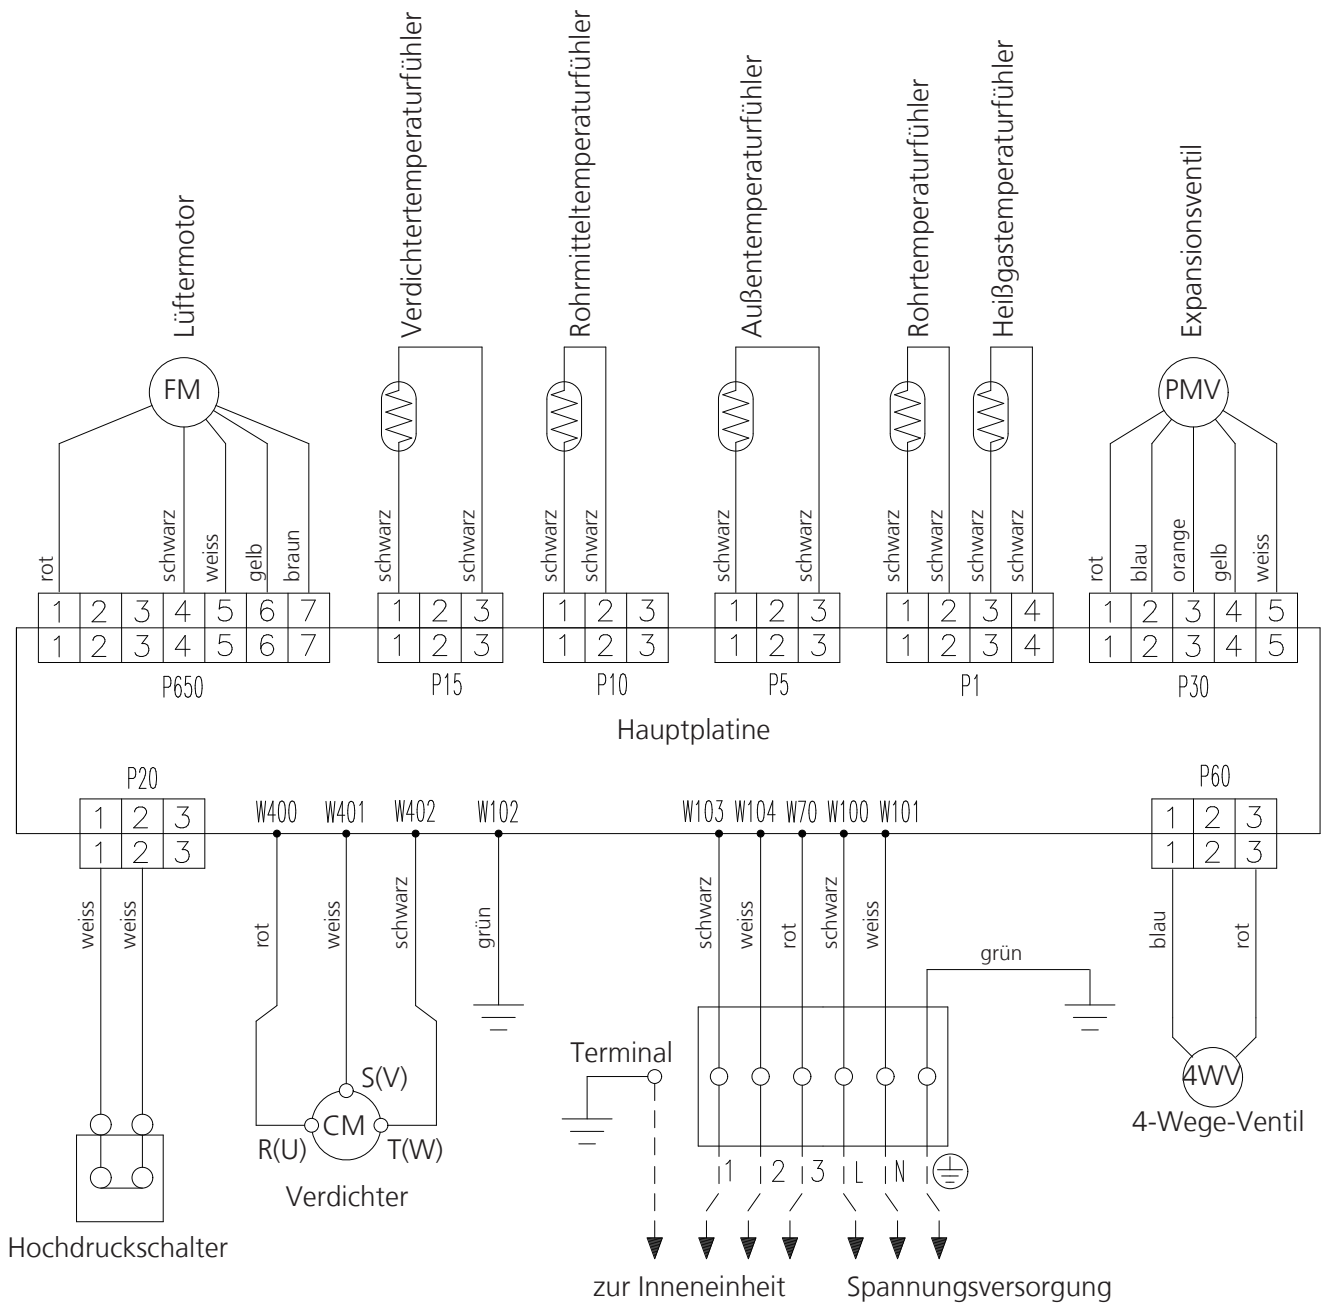 Lüftermotor
Verdichtertemperaturfühler
Rohrmitteltemperaturfühler
Außentemperaturfühler
Rohrtemperaturfühler
Heißgastemperaturfühler
Expansionsventil
FM
PMV
rot
schwarz
weiss
gelb
braun
schwarz
schwarz
schwarz
schwarz
schwarz
schwarz
schwarz
schwarz
schwarz
schwarz
rot
blau
orange
gelb
weiss
1 2 3 4 5 6 7
1 2 3
1 2 3
1 2 3
1 2 3 4
1 2 3 4 5
1 2 3 4 5 6 7
1 2 3
1 2 3
1 2 3
1 2 3 4
1 2 3 4 5
P650
P15
P10
P5
P1
P30
Hauptplatine
P20
P60
1 2 3
W400
W401
W402
W102
W103
W104
W70
W100
W101
1 2 3
1 2 3
1 2 3
weiss
weiss
rot
weiss
schwarz
grün
schwarz
weiss
rot
schwarz
weiss
grün
blau
rot
Terminal
S(V)
CM
R(U)
T(W)
Verdichter
4WV
4-Wege-Ventil
1 2 3 L N
Hochdruckschalter
zur Inneneinheit
Spannungsversorgung